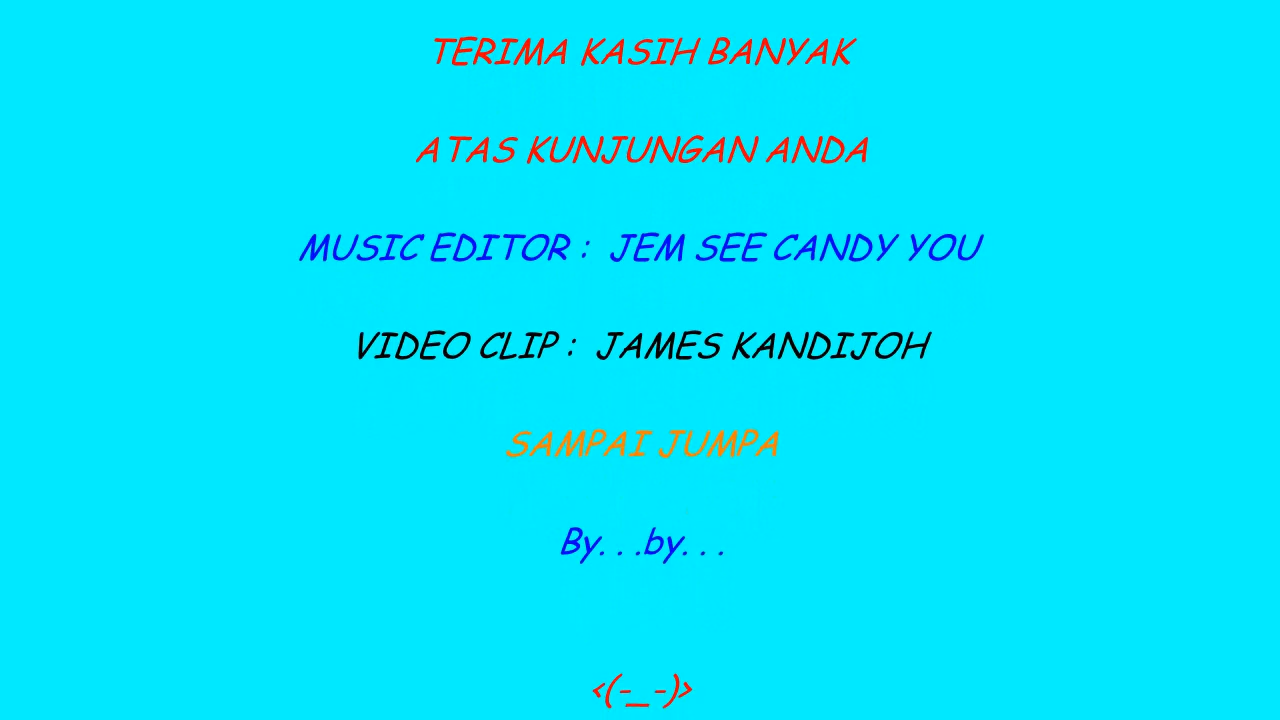 TERIMA KASIH BANYAK
ATAS KUNJUNGAN ANDA
MUSIC EDITOR : JEM SEE CANDY YOU
VIDEO CLIP : JAMES KANDIJOH
SAMPAI JUMPA
By. . .by. . .
<(-_-)>